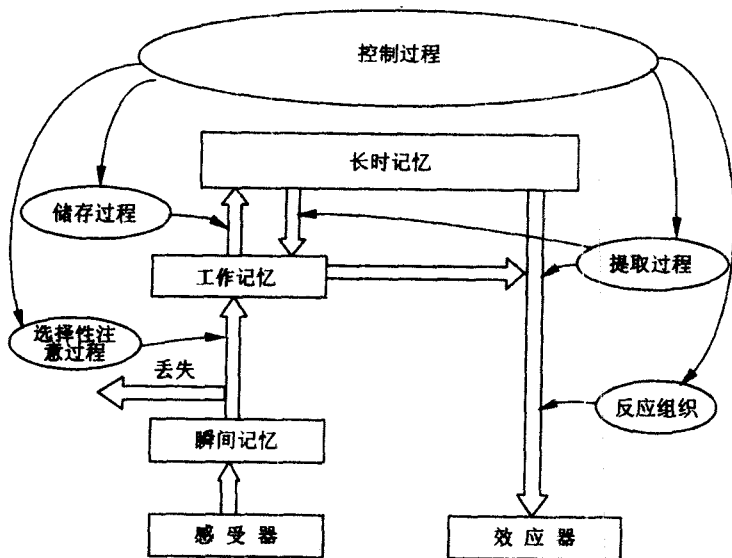 控制过程
长时记忆
储存过程
提取过程
工作记忆
选择性注
意过程
丢失
反应组织
瞬间记忆
感受器
效应器